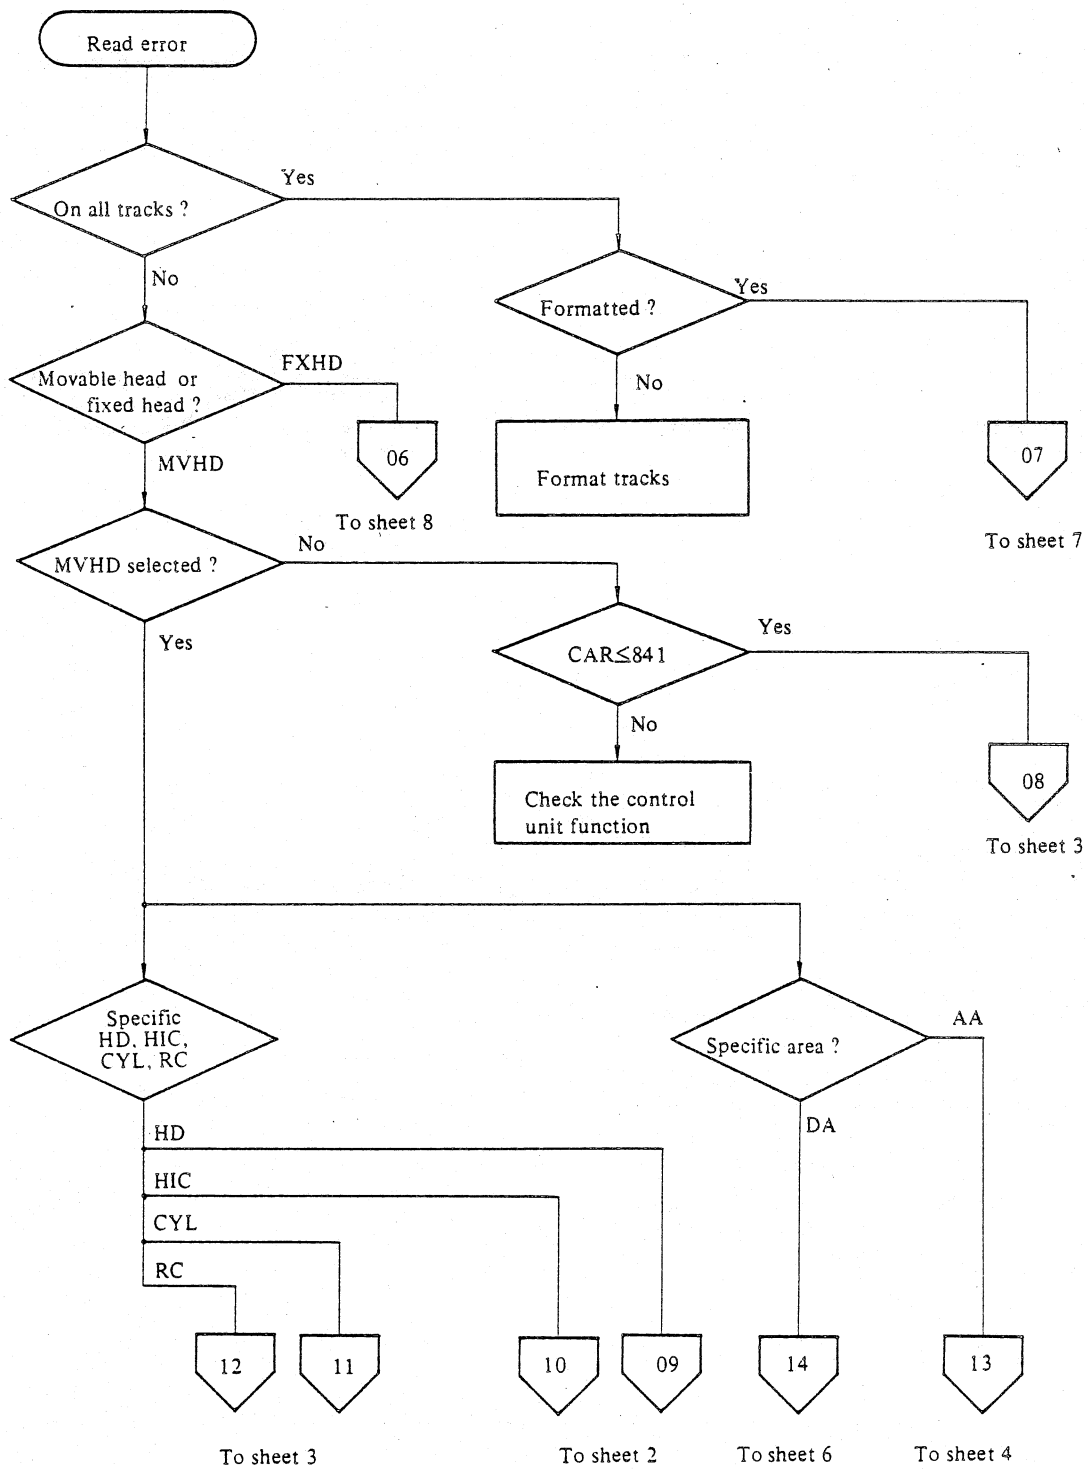 Read error
Yes
On all tracks ?
No
Yes
Formatted ?
FXHD
Movable head or
fixed head ?
No
06
07
MVHD
Format tracks
To sheet 8
To sheet 7
No
MVHD selected ?
Yes
Yes
CAR≤841
No
08
Check the control
unit function
To sheet 3
Specific
HD, HIC,
CYL, RC
AA
Specific area ?
HD
DA
HIC
CYL
RC
12
11
10
09
14
13
To sheet 3
To sheet 2
To sheet 6
To sheet 4